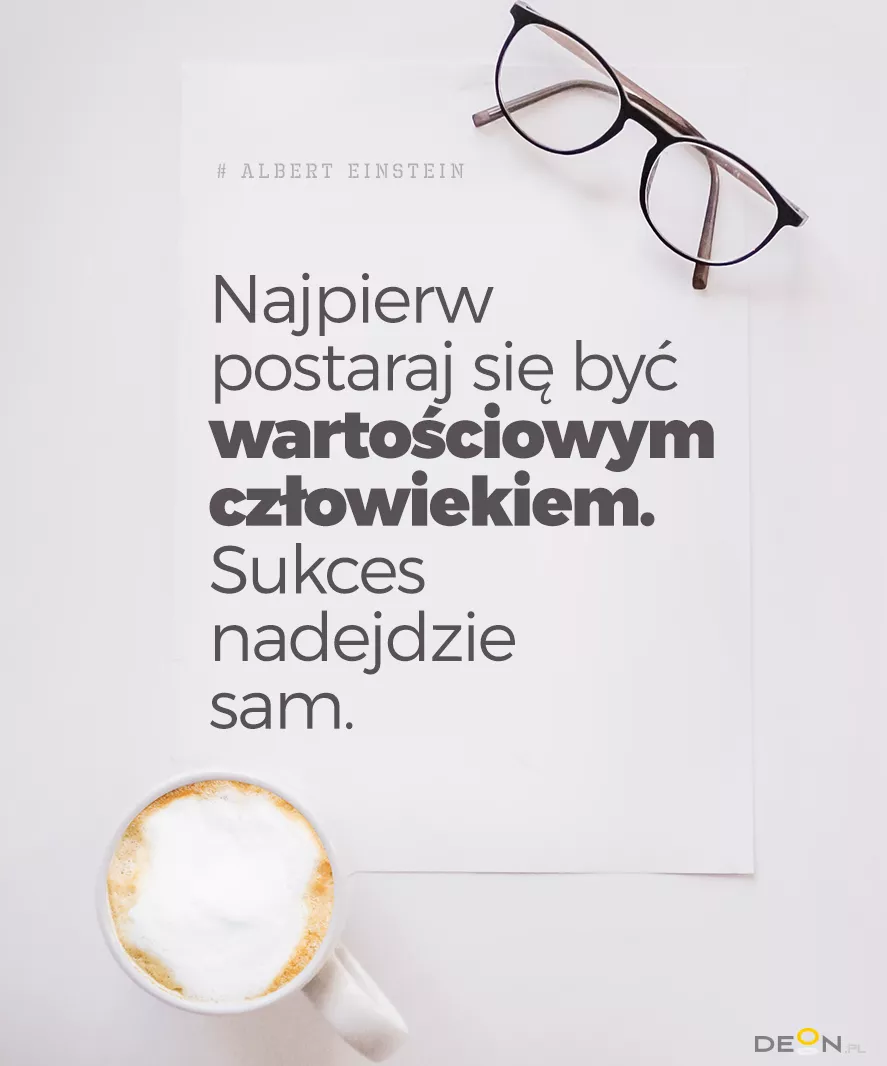 # ALBERT EINSTEIN
Najpierw
postaraj się być
wartościowym
człowiekiem.
Sukces
nadejdzie
sam.
DEON.PL